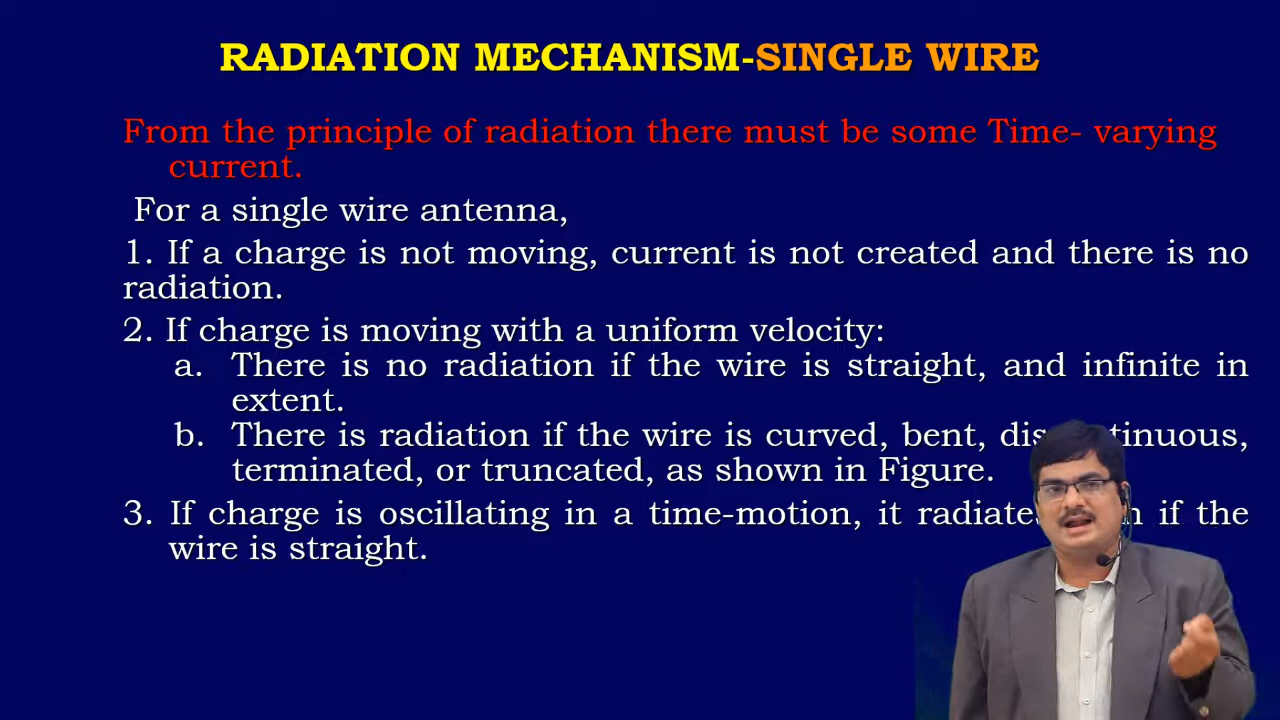 RADIATION MECHANISM-SINGLE WIRE
From the principle of radiation there must be some Time- varying
current.
For a single wire antenna,
1. If a charge is not moving, current is not created and there is no
radiation.
2. If charge is moving with a uniform velocity:
a. There is no radiation if the wire is straight, and infinite in
extent.
b. There is radiation if the wire is curved, bent,
terminated, or truncated, as shown in Figure.
3. If charge is oscillating in a time-motion, it if the
wire is straight.